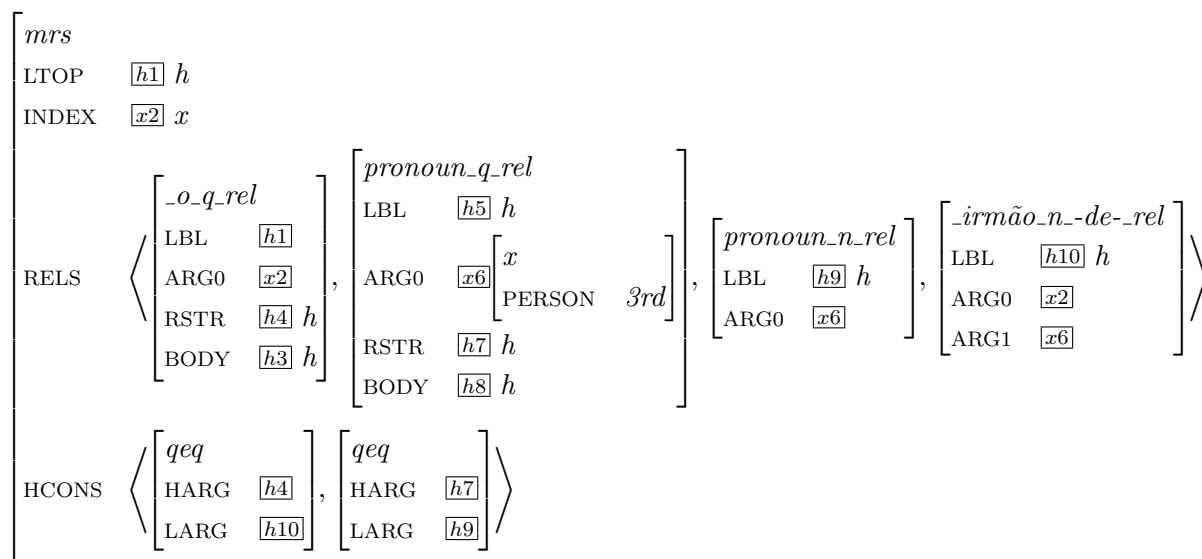 mrs
LTOP h1 h
INDEX x2 x
RELS ⟨ [ _o_q_rel
LBL h1
ARG0 x2
RSTR h4 h
BODY h3 h ],
[ pronoun_q_rel
LBL h5 h
ARG0 x6 [ x
PERSON 3rd ]
RSTR h7 h
BODY h8 h ],
[ pronoun_n_rel
LBL h9 h
ARG0 x6 ],
[ _irmão_n_-de-_rel
LBL h10 h
ARG0 x2
ARG1 x6 ] ⟩
HCONS ⟨ [ qeq
HARG h4
LARG h10 ],
[ qeq
HARG h7
LARG h9 ] ⟩